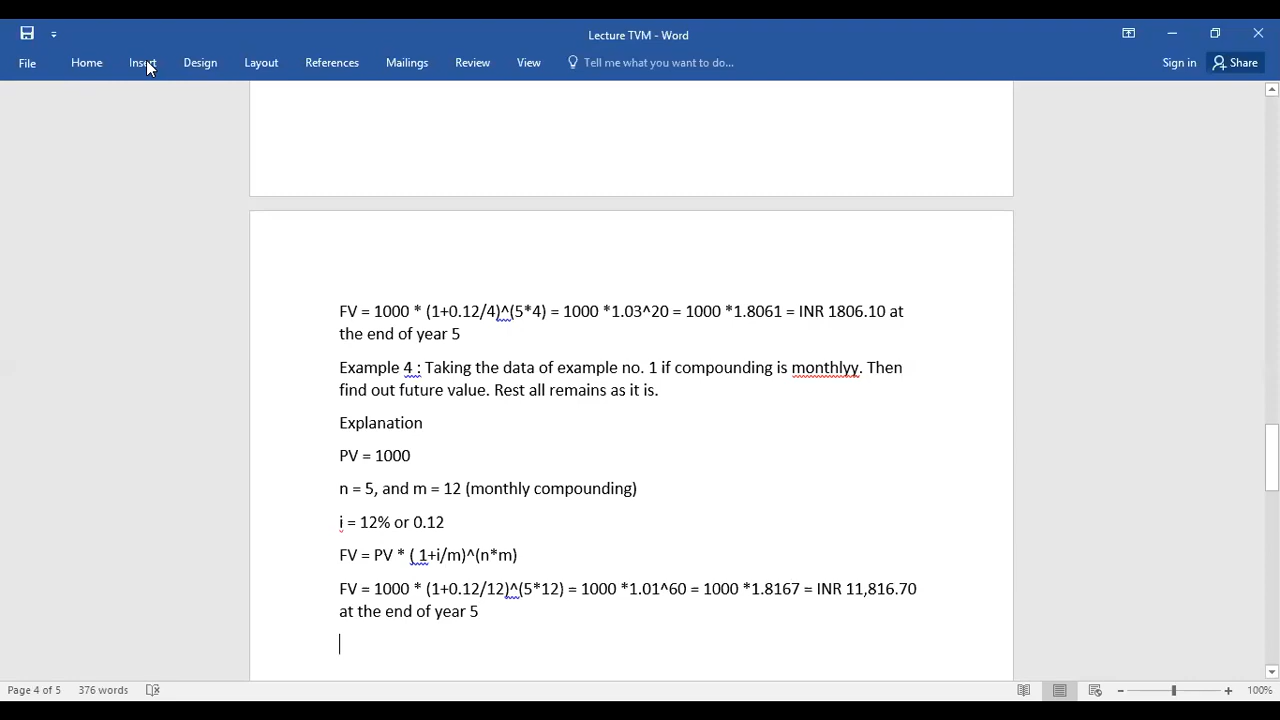 Lecture TVM - Word
File Home Insert Design Layout References Mailings Review View Tell me what you want to do... Sign in Share
FV = 1000 * (1+0.12/4)^(5*4) = 1000 *1.03^20 = 1000 *1.8061 = INR 1806.10 at
the end of year 5
Example 4 : Taking the data of example no. 1 if compounding is monthlyy. Then
find out future value. Rest all remains as it is.
Explanation
PV = 1000
n = 5, and m = 12 (monthly compounding)
i = 12% or 0.12
FV = PV * ( 1+i/m)^(n*m)
FV = 1000 * (1+0.12/12)^(5*12) = 1000 *1.01^60 = 1000 *1.8167 = INR 11,816.70
at the end of year 5
Page 4 of 5 376 words 100%